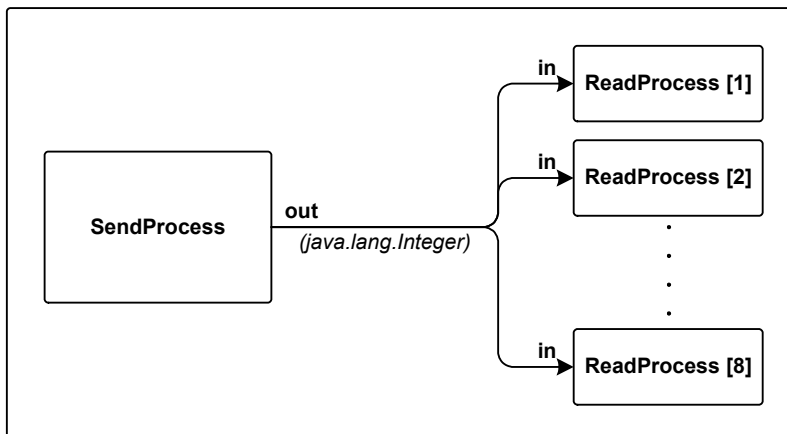 in
ReadProcess [1]
in
ReadProcess [2]
SendProcess
out
(java.lang.Integer)
in
ReadProcess [8]